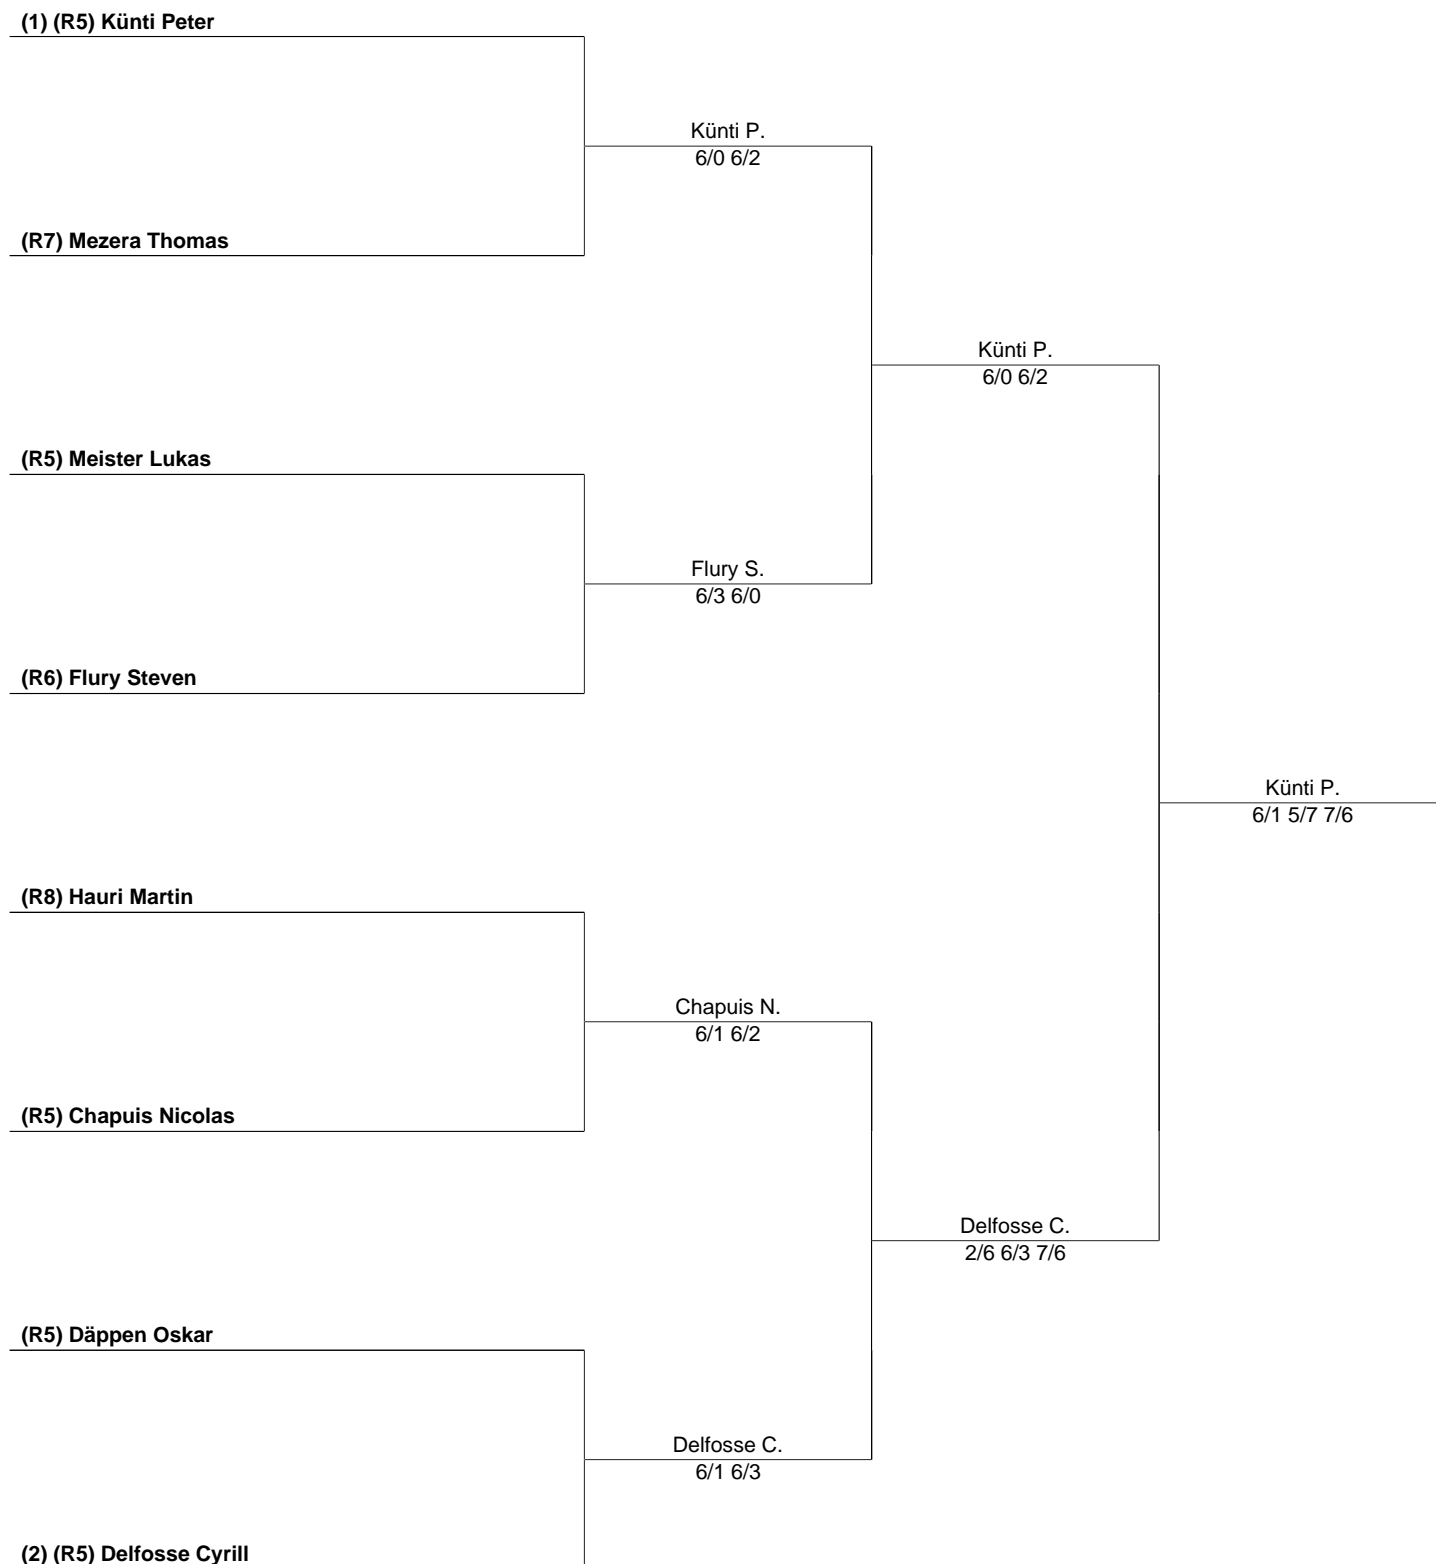 (1) (R5) Künti Peter
Künti P.
6/0 6/2
(R7) Mezera Thomas
Künti P.
6/0 6/2
(R5) Meister Lukas
Flury S.
6/3 6/0
(R6) Flury Steven
Künti P.
6/1 5/7 7/6
(R8) Hauri Martin
Chapuis N.
6/1 6/2
(R5) Chapuis Nicolas
Delfosse C.
2/6 6/3 7/6
(R5) Däppen Oskar
Delfosse C.
6/1 6/3
(2) (R5) Delfosse Cyrill